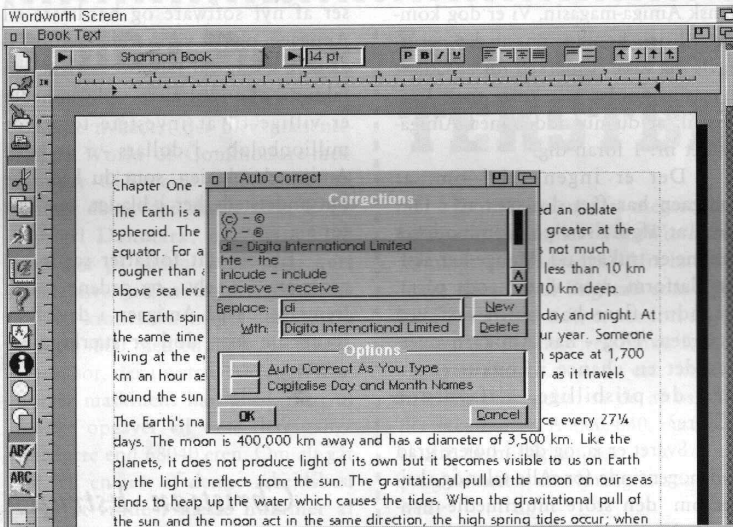 Wordworth Screen
Book Text
Shannon Book
14 pt
P B I U
IN
1 2 3 4 5 6 7 8
Chapter One -
The Earth is a
spheroid. The
equator. For a
rougher than a
above sea leve
The Earth spin
the same time
living at the e
km an hour as
round the sun
Auto Correct
Corrections
(c) - ©
(r) - ®
di - Digita International Limited
hte - the
inlcude - include
recieve - receive
Replace: di
New
With: Digita International Limited
Delete
Options
Auto Correct As You Type
Capitalise Day and Month Names
OK
Cancel
ed an oblate
greater at the
s not much
less than 10 km
10 km deep.
day and night. At
ur year. Someone
n space at 1,700
r as it travels
The Earth's na
ce every 27¼
days. The moon is 400,000 km away and has a diameter of 3,500 km. Like the
planets, it does not produce light of its own but it becomes visible to us on Earth
by the light it reflects from the sun. The gravitational pull of the moon on our seas
tends to heap up the water which causes the tides. When the gravitational pull of
the sun and the moon act in the same direction, the high spring tides occur; when